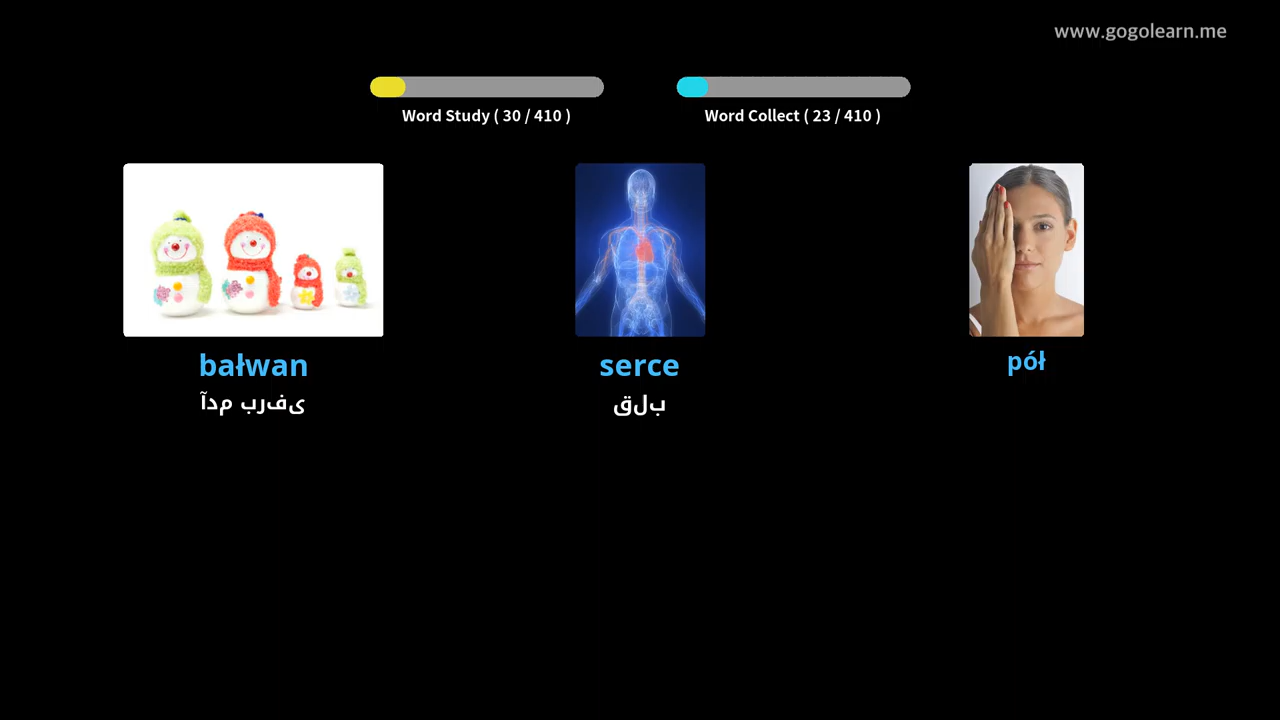 www.gogolearn.me
Word Study ( 30 / 410 )
Word Collect ( 23 / 410 )
bałwan
آدم برفی
serce
قلب
pół